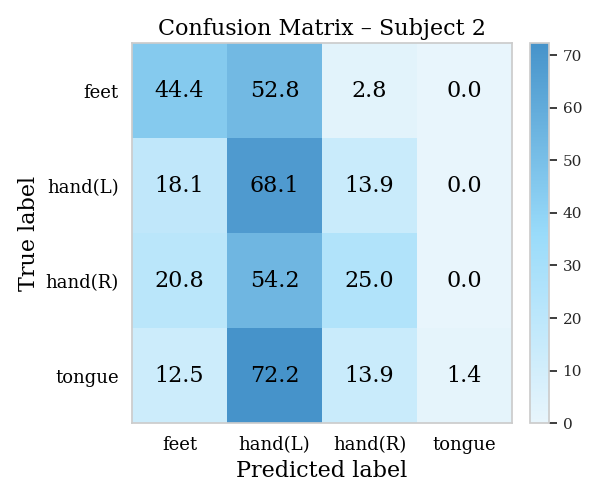 Confusion Matrix – Subject 2
feet 44.4 52.8 2.8 0.0
hand(L) 18.1 68.1 13.9 0.0
hand(R) 20.8 54.2 25.0 0.0
tongue 12.5 72.2 13.9 1.4
feet hand(L) hand(R) tongue
Predicted label
True label
70
60
50
40
30
20
10
0